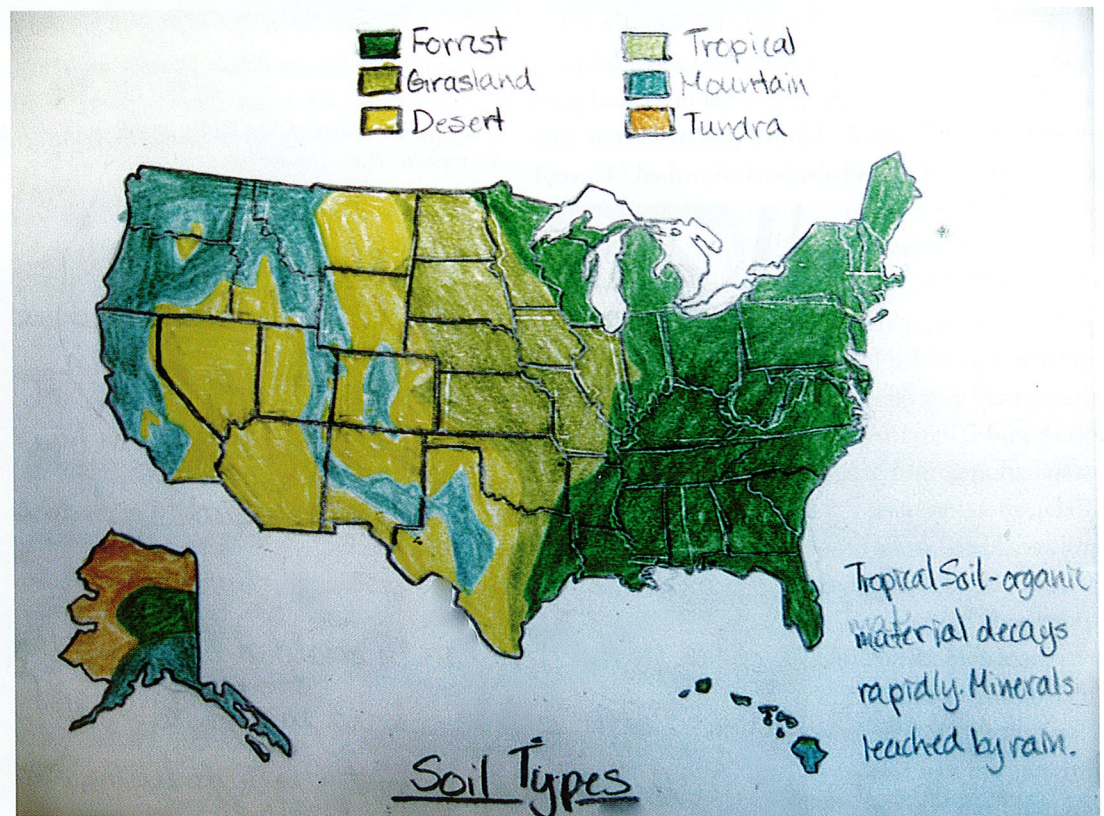 Forrest
Grasland
Desert
Tropical
Mountain
Tundra
Tropical Soil-organic
material decays
rapidly. Minerals
leached by rain.
Soil Types